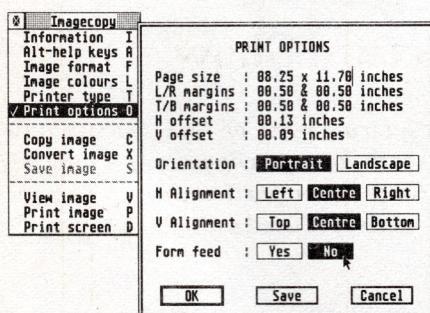 Imagecopy
Information I
Alt-help keys A
Image format F
Image colours L
Printer type T
✓ Print options O
Copy image C
Convert image X
Save image S
View image V
Print image P
Print screen D
PRINT OPTIONS
Page size : 08.25 x 11.70 inches
L/R margins : 00.50 & 00.50 inches
T/B margins : 00.50 & 00.50 inches
H offset : 00.13 inches
V offset : 00.09 inches
Orientation : Portrait Landscape
H Alignment : Left Centre Right
V Alignment : Top Centre Bottom
Form feed : Yes No
OK Save Cancel